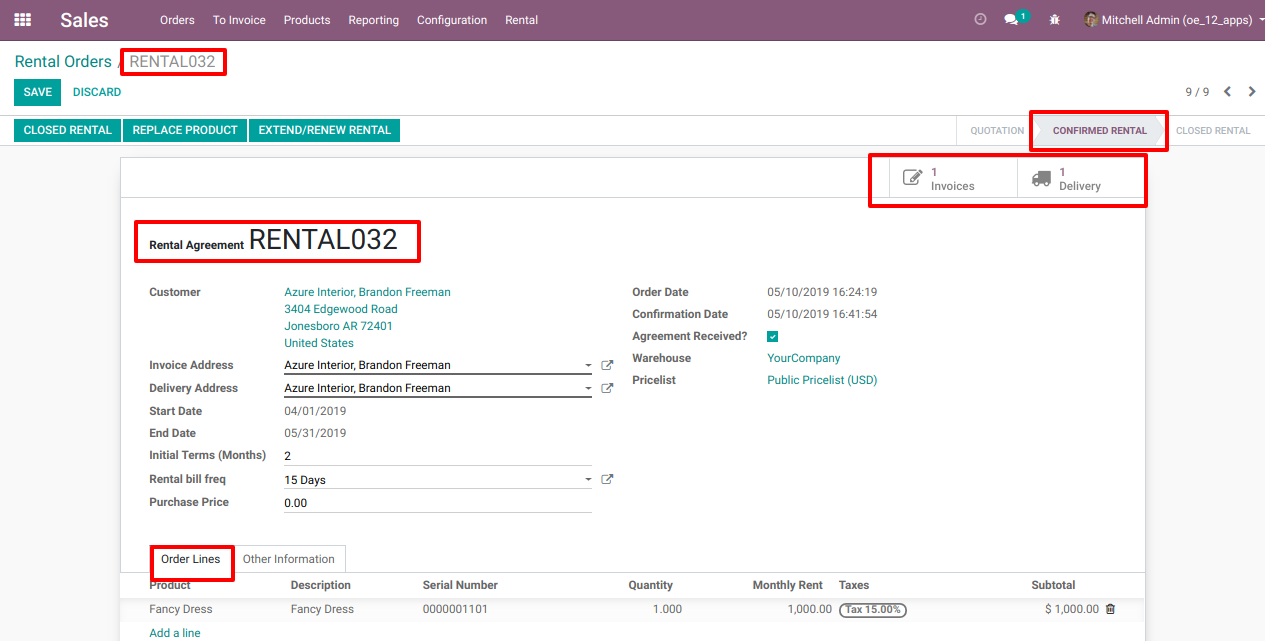 Sales Orders To Invoice Products Reporting Configuration Rental 1 Mitchell Admin (oe_12_apps)
Rental Orders / RENTAL032
SAVE DISCARD 9 / 9
CLOSED RENTAL REPLACE PRODUCT EXTEND/RENEW RENTAL QUOTATION CONFIRMED RENTAL CLOSED RENTAL
1 Invoices 1 Delivery
Rental Agreement RENTAL032
Customer Azure Interior, Brandon Freeman Order Date 05/10/2019 16:24:19
3404 Edgewood Road Confirmation Date 05/10/2019 16:41:54
Jonesboro AR 72401 Agreement Received?
United States Warehouse YourCompany
Invoice Address Azure Interior, Brandon Freeman Pricelist Public Pricelist (USD)
Delivery Address Azure Interior, Brandon Freeman
Start Date 04/01/2019
End Date 05/31/2019
Initial Terms (Months) 2
Rental bill freq 15 Days
Purchase Price 0.00
Order Lines Other Information
Product Description Serial Number Quantity Monthly Rent Taxes Subtotal
Fancy Dress Fancy Dress 0000001101 1.000 1,000.00 Tax 15.00% $ 1,000.00
Add a line